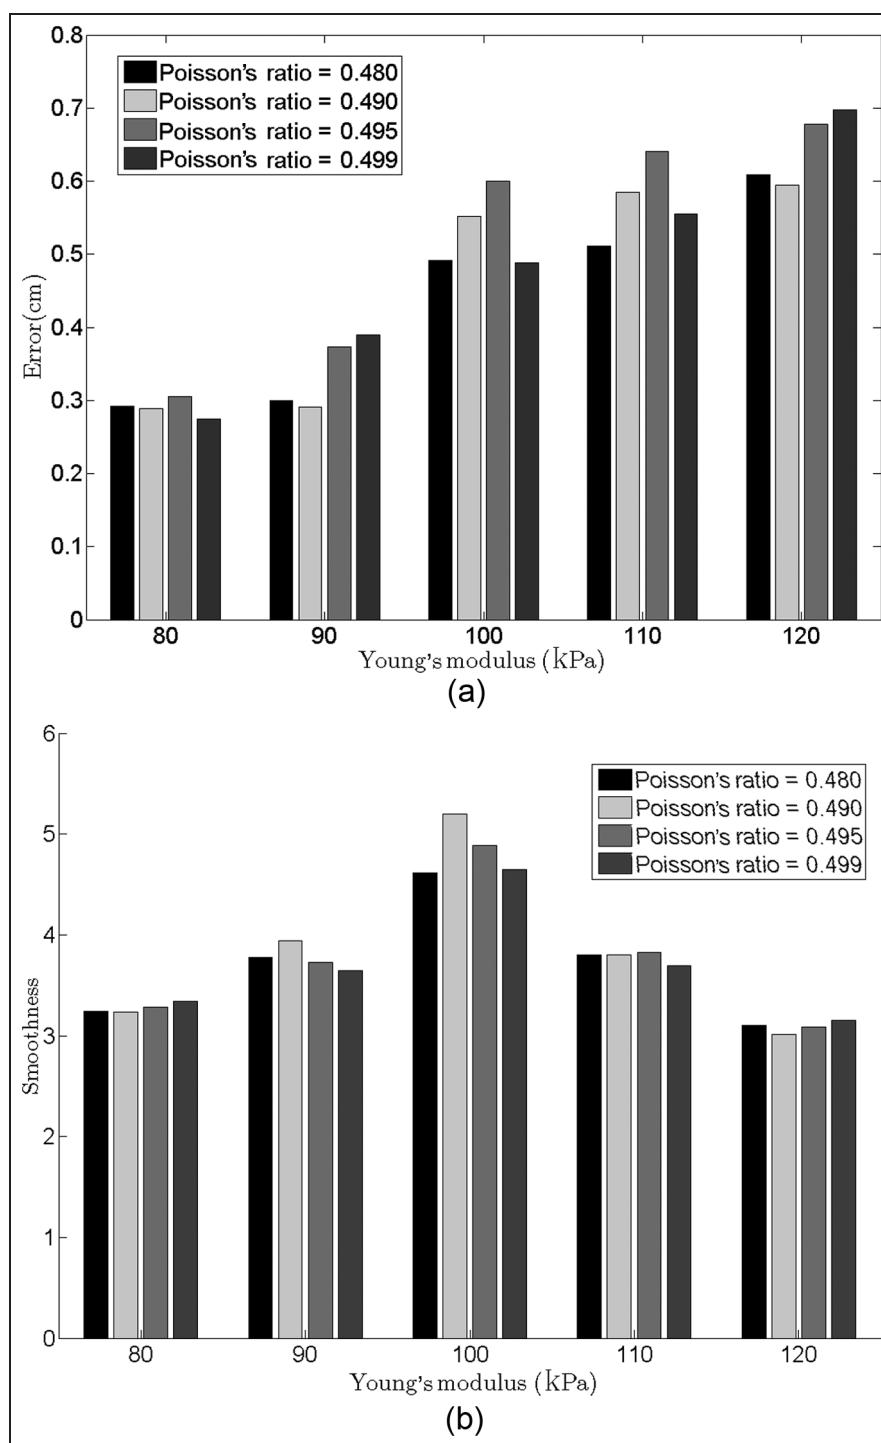 0.8
0.7
0.6
0.5
0.4
0.3
0.2
0.1
0
Error(cm)
Poisson's ratio = 0.480
Poisson's ratio = 0.490
Poisson's ratio = 0.495
Poisson's ratio = 0.499
80 90 100 110 120
Young's modulus (kPa)
(a)
6
5
4
3
2
1
0
Smoothness
Poisson's ratio = 0.480
Poisson's ratio = 0.490
Poisson's ratio = 0.495
Poisson's ratio = 0.499
80 90 100 110 120
Young's modulus (kPa)
(b)